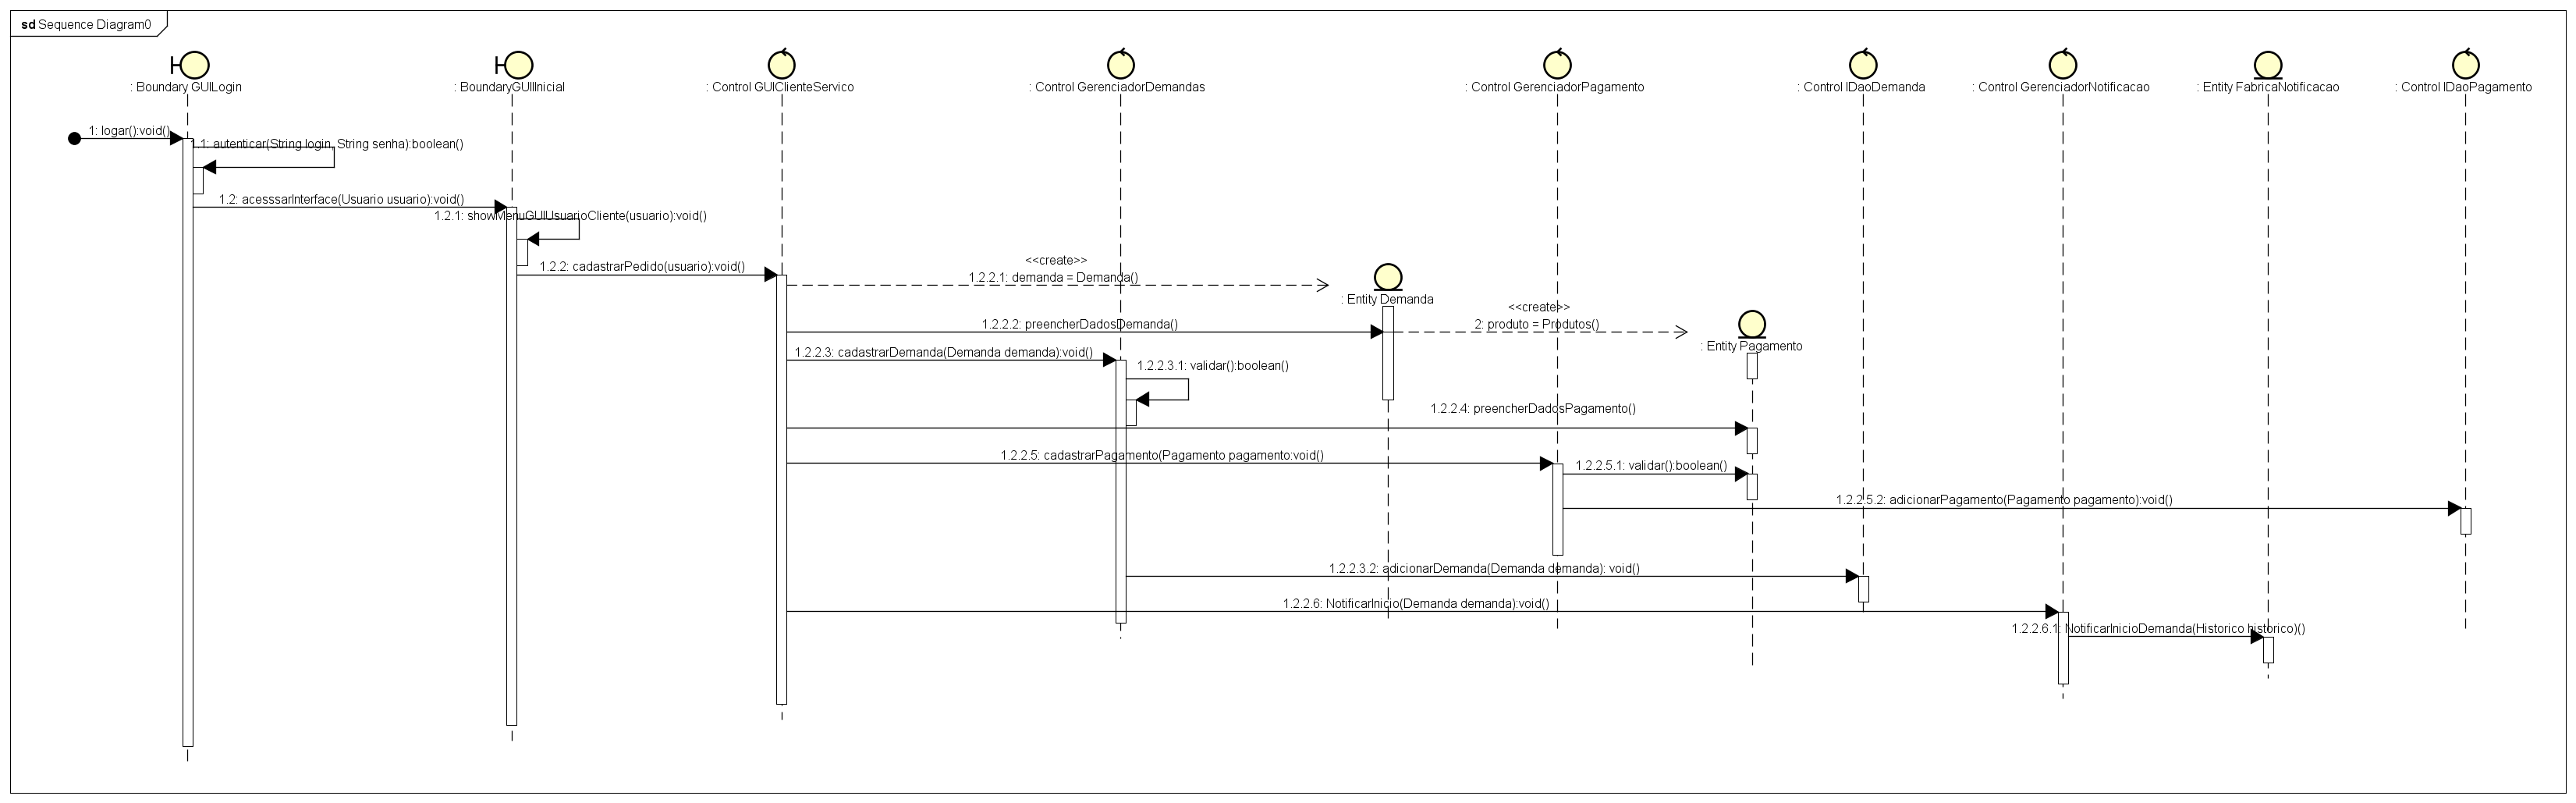 sd Sequence Diagram0
: Boundary GUILogin
: BoundaryGUIInicial
: Control GUIClienteServico
: Control GerenciadorDemandas
: Control GerenciadorPagamento
: Control IDaoDemanda
: Control GerenciadorNotificacao
: Entity FabricaNotificacao
: Control IDaoPagamento
1: logar():void()
1.1: autenticar(String login, String senha):boolean()
1.2: acesssarInterface(Usuario usuario):void()
1.2.1: showMenuGUIUsuarioCliente(usuario):void()
1.2.2: cadastrarPedido(usuario):void()
<<create>>
1.2.2.1: demanda = Demanda()
: Entity Demanda
<<create>>
1.2.2.2: preencherDadosDemanda()
2: produto = Produtos()
: Entity Pagamento
1.2.2.3: cadastrarDemanda(Demanda demanda):void()
1.2.2.3.1: validar():boolean()
1.2.2.4: preencherDadosPagamento()
1.2.2.5: cadastrarPagamento(Pagamento pagamento:void()
1.2.2.5.1: validar():boolean()
1.2.2.5.2: adicionarPagamento(Pagamento pagamento):void()
1.2.2.3.2: adicionarDemanda(Demanda demanda): void()
1.2.2.6: NotificarInicio(Demanda demanda):void()
1.2.2.6.1: NotificarInicioDemanda(Historico historico)()